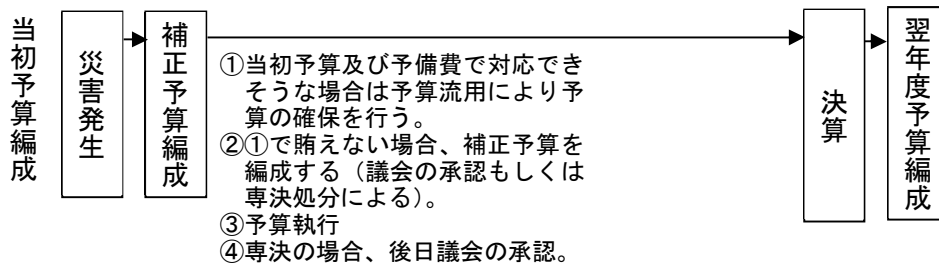 当初予算編成
災害発生
補正予算編成
①当初予算及び予備費で対応でき
そうな場合は予算流用により予
算の確保を行う。
②①で賄えない場合、補正予算を
編成する（議会の承認もしくは
専決処分による）。
③予算執行
④専決の場合、後日議会の承認。
決算
翌年度予算編成